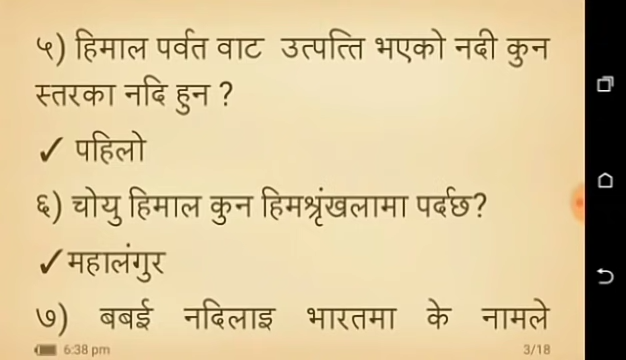 ५) हिमाल पर्वत वाट उत्पत्ति भएको नदी कुन
स्तरका नदि हुन ?
✓ पहिलो
६) चोयु हिमाल कुन हिमश्रृंखलामा पर्दछ?
✓महालंगुर
७) बबई नदिलाइ भारतमा के नामले
6:38 pm 3/18